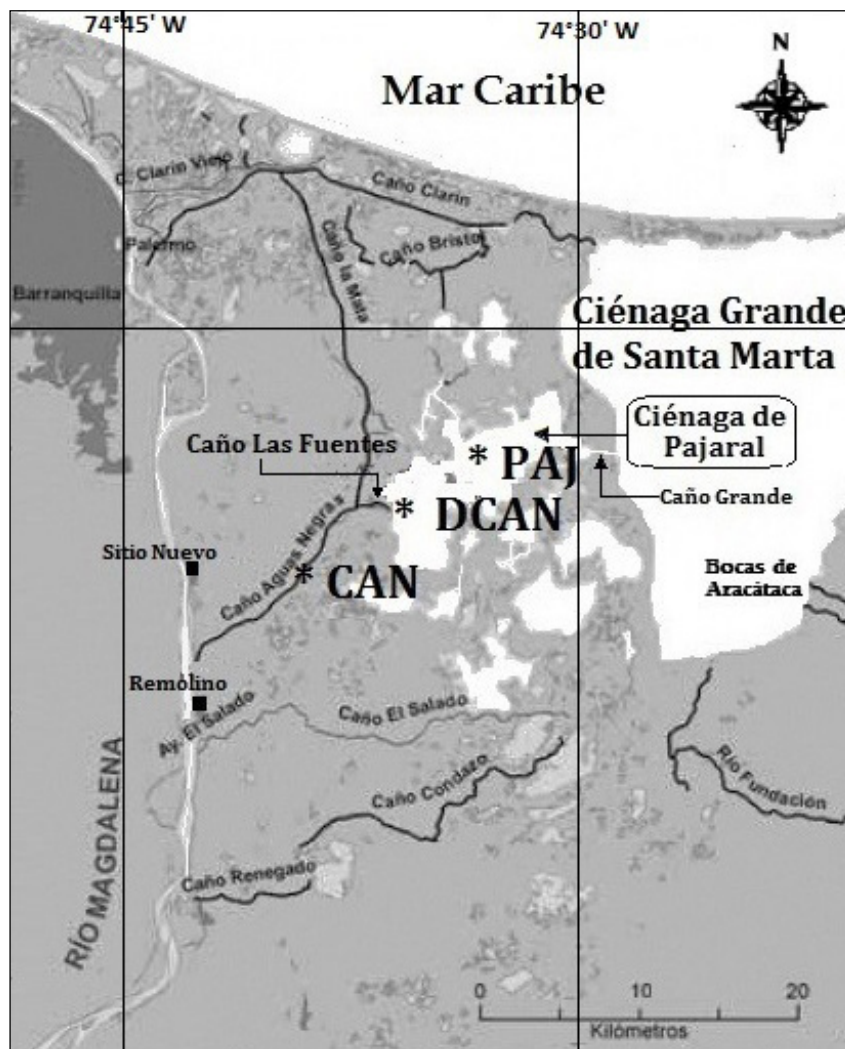 74°45' W
74°30' W
N
Mar Caribe
C. Clarin Viejo
Caño Clarin
Palermo
Caño la Mata
Caño Bristol
Barranquilla
Ciénaga Grande
de Santa Marta
Ciénaga de
Pajaral
Caño Las Fuentes
* PAJ
Caño Grande
* DCAN
Sitio Nuevo
Caño Aguas Negras
* CAN
Bocas de
Aracátaca
Remolino
Ay. El Salado
Caño El Salado
RÍO MAGDALENA
Caño Condazo
Río Fundación
Caño Renegado
0 10 20
Kilómetros